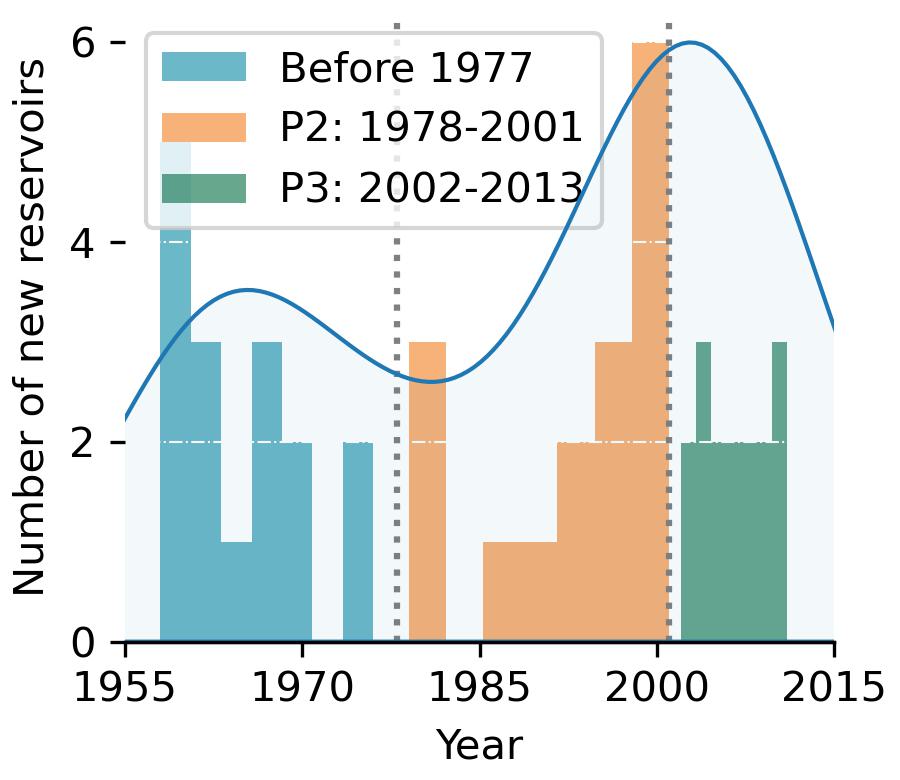 Number of new reservoirs
6
4
2
0
Before 1977
P2: 1978-2001
P3: 2002-2013
1955 1970 1985 2000 2015
Year